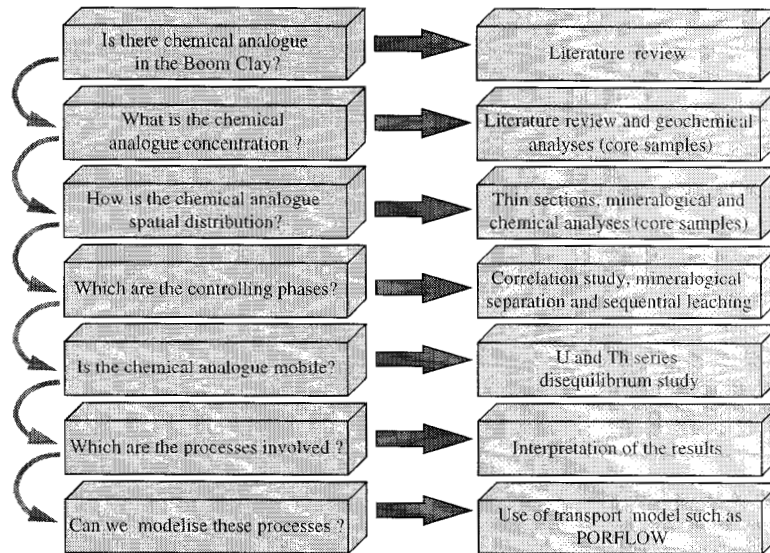 Is there chemical analogue
in the Boom Clay?
Literature review
What is the chemical
analogue concentration ?
Literature review and geochemical
analyses (core samples)
How is the chemical analogue
spatial distribution?
Thin sections, mineralogical and
chemical analyses (core samples)
Which are the controlling phases?
Correlation study, mineralogical
separation and sequential leaching
Is the chemical analogue mobile?
U and Th series
disequilibrium study
Which are the processes involved ?
Interpretation of the results
Can we modelise these processes ?
Use of transport model such as
PORFLOW